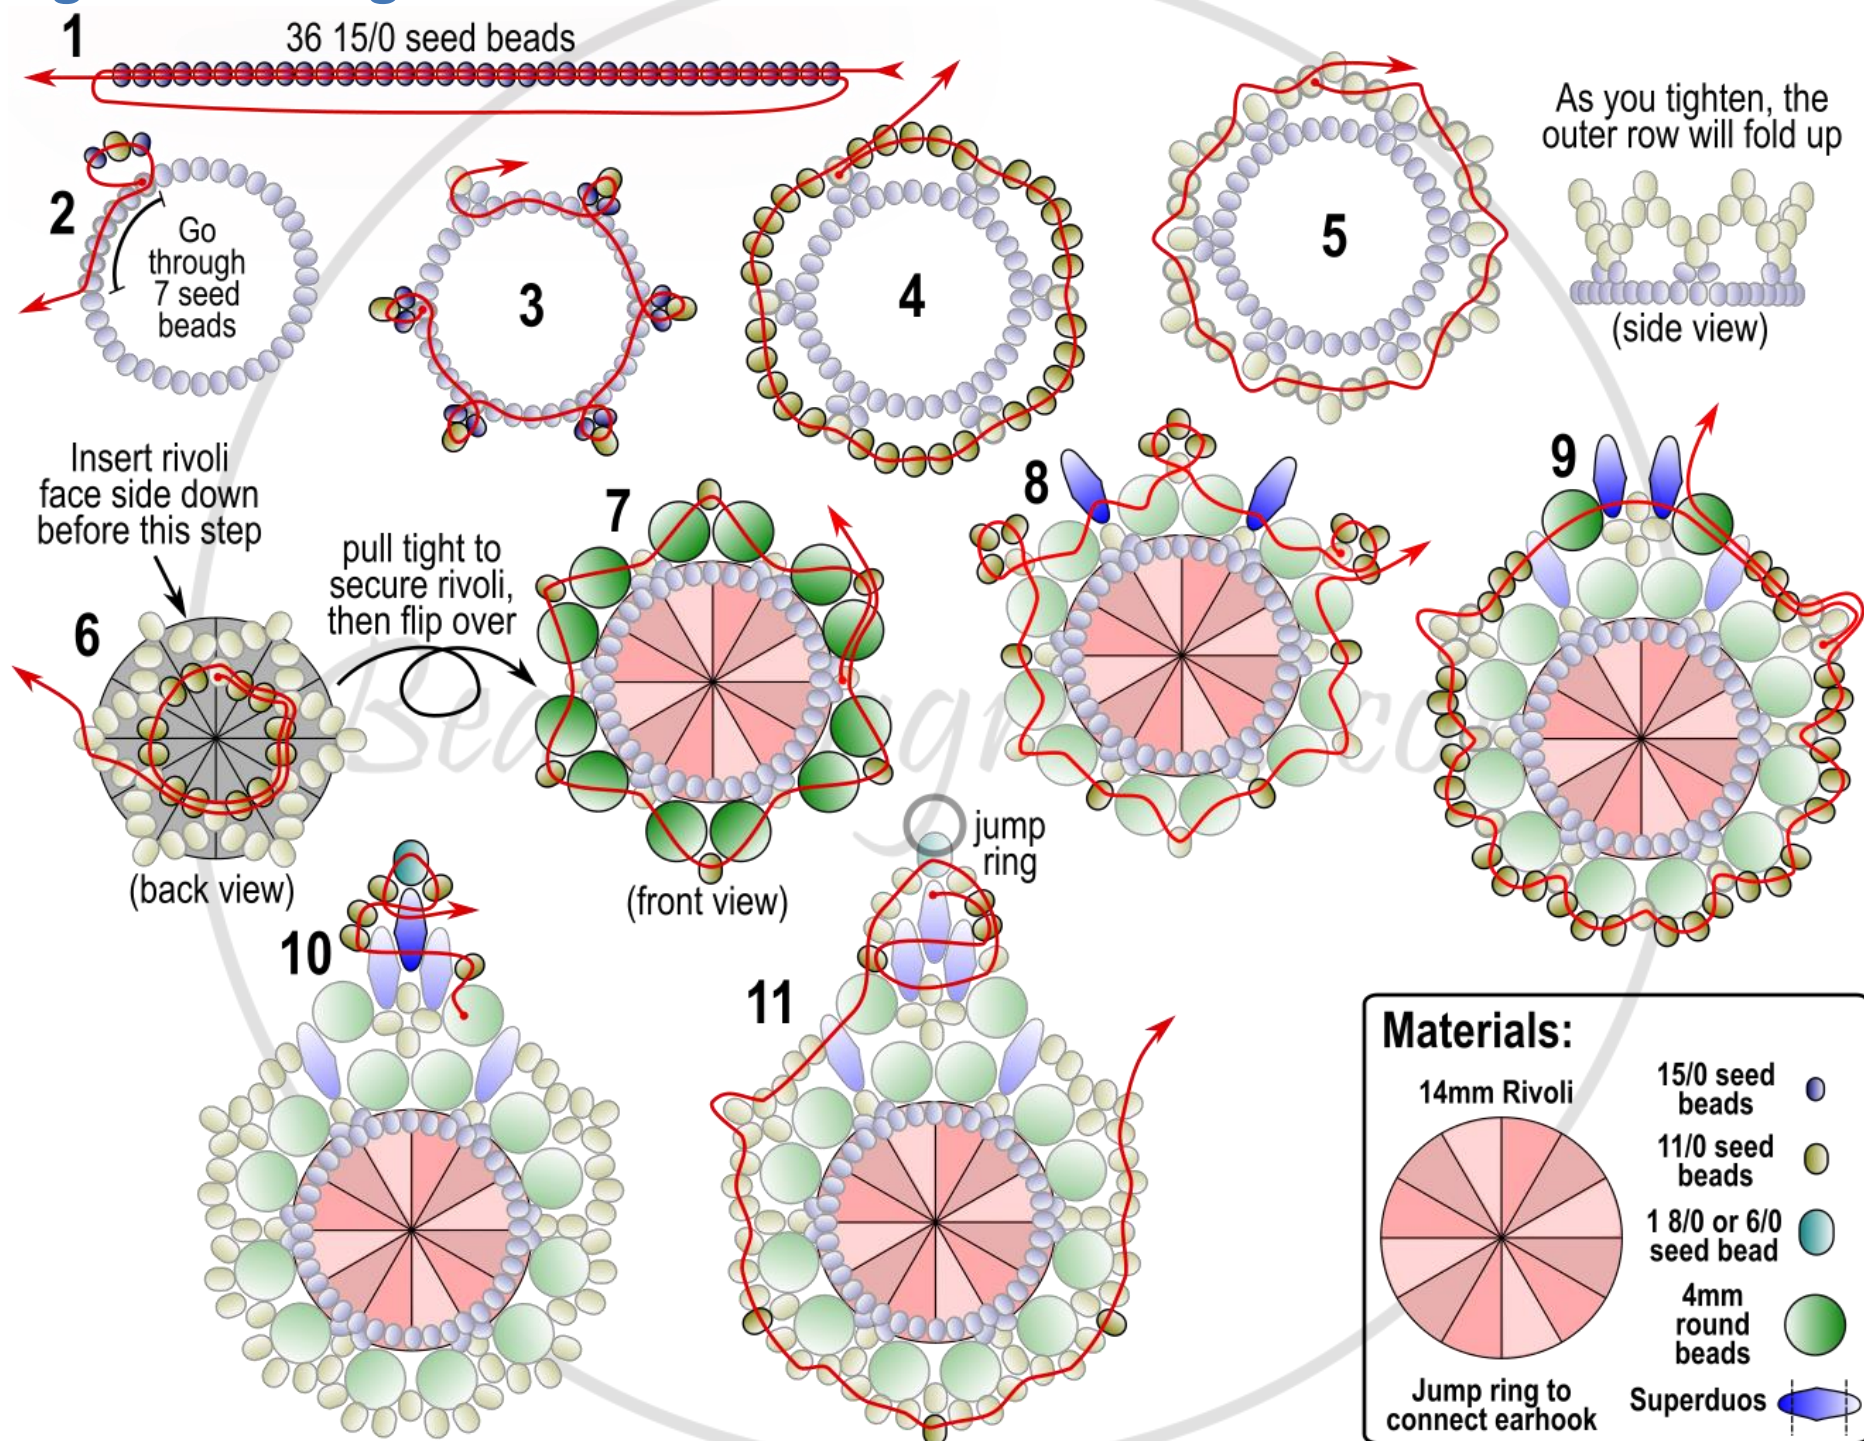 1
36 15/0 seed beads
2
Go
through
7 seed
beads
3
4
5
As you tighten, the
outer row will fold up
(side view)
Insert rivoli
face side down
before this step
6
(back view)
pull tight to
secure rivoli,
then flip over
7
(front view)
8
9
10
jump
ring
11
Materials:
14mm Rivoli
Jump ring to
connect earhook
15/0 seed
beads
11/0 seed
beads
1 8/0 or 6/0
seed bead
4mm
round
beads
Superduos